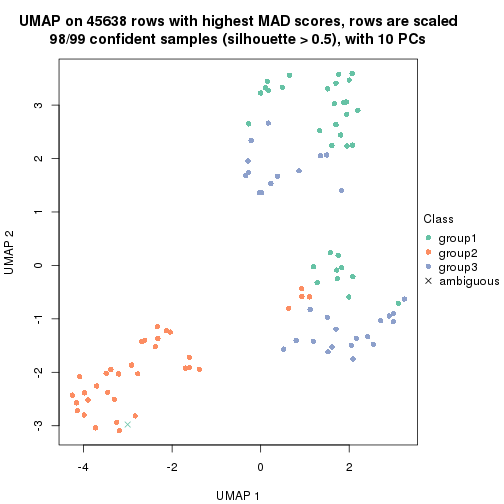 UMAP on 45638 rows with highest MAD scores, rows are scaled
98/99 confident samples (silhouette > 0.5), with 10 PCs
3
2
1
0
-1
-2
-3
UMAP 2
-4
-2
0
2
UMAP 1
Class
group1
group2
group3
ambiguous